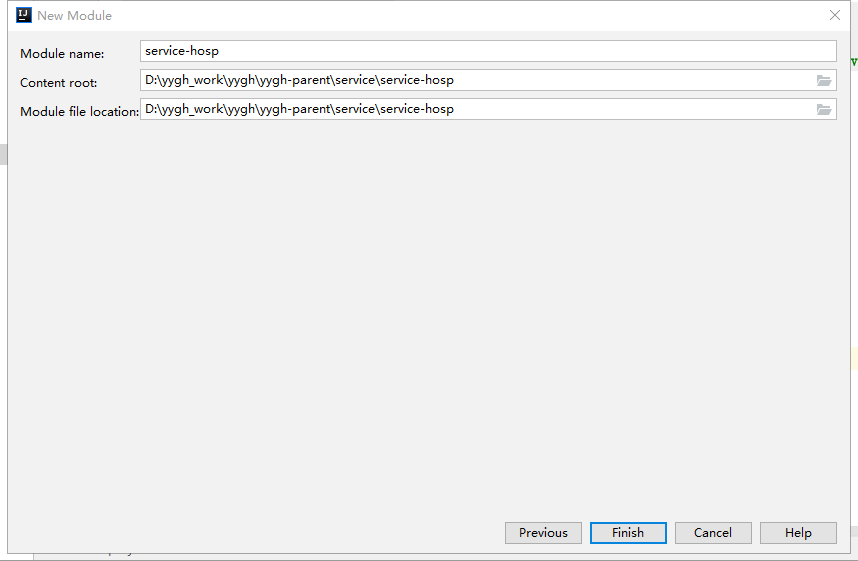 New Module
Module name: service-hosp
Content root: D:\yygh_work\yygh\yygh-parent\service\service-hosp
Module file location: D:\yygh_work\yygh\yygh-parent\service\service-hosp
Previous Finish Cancel Help